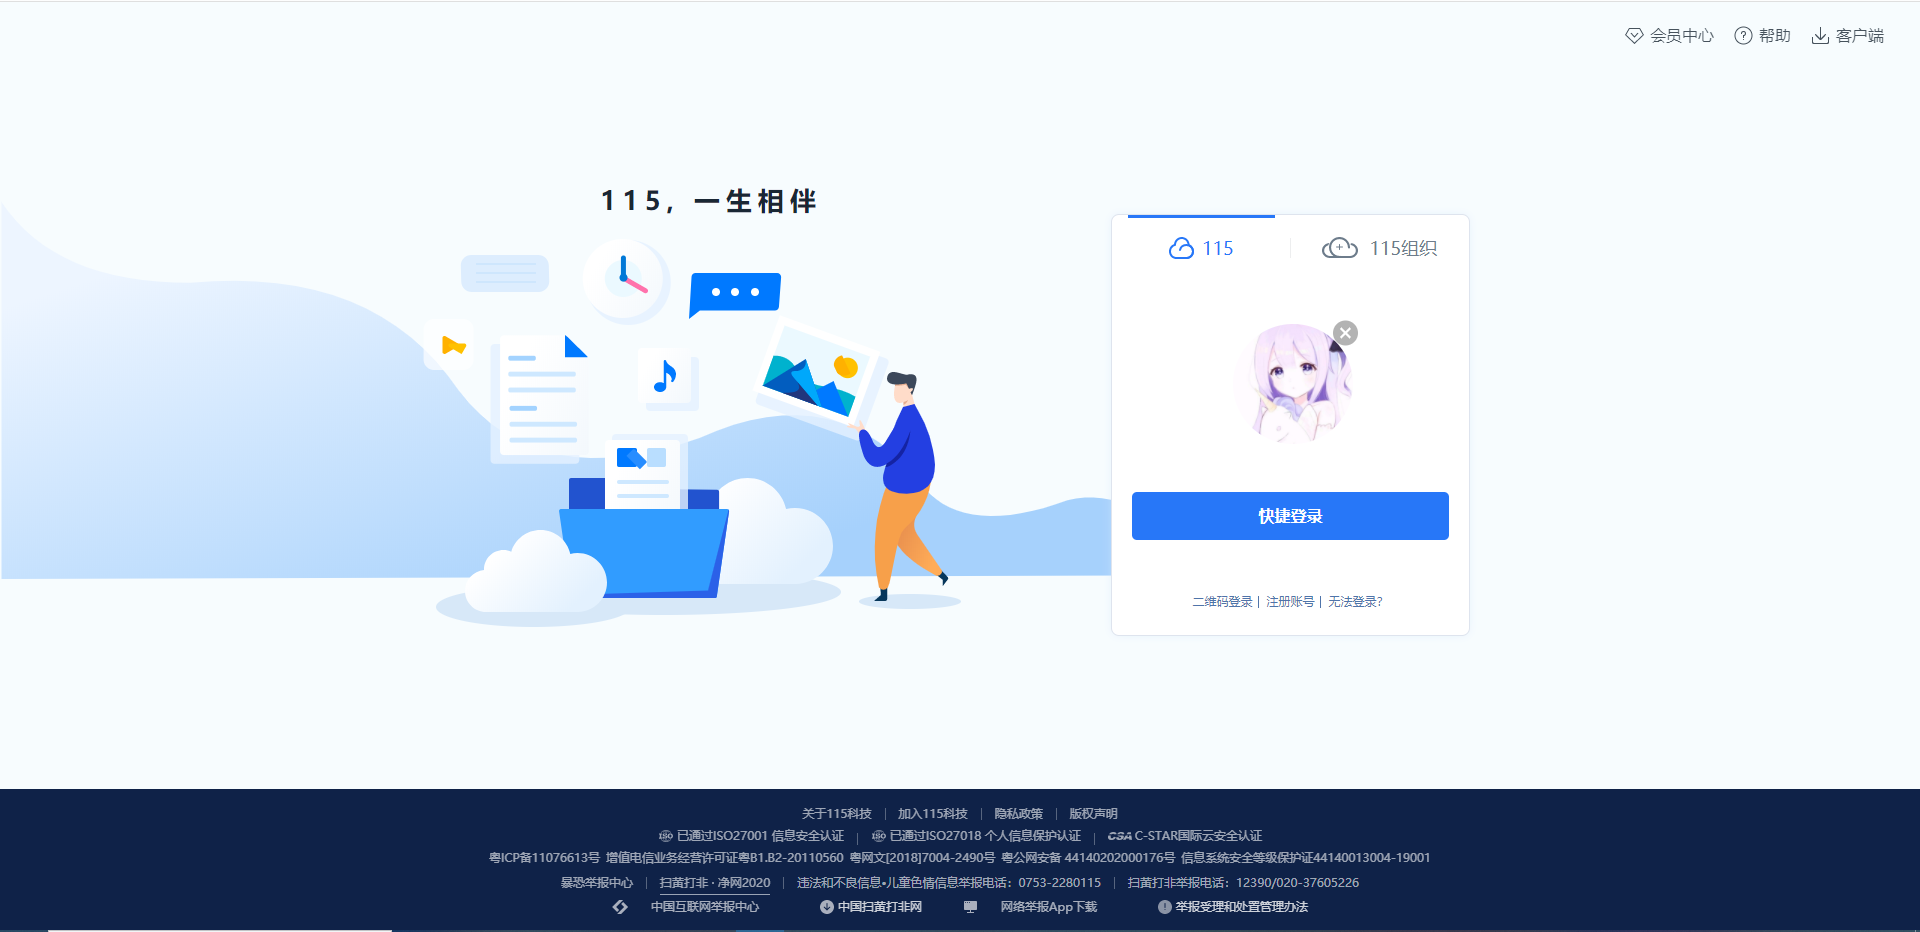 会员中心 帮助 客户端
115，一生相伴
115 115组织
快捷登录
二维码登录 | 注册账号 | 无法登录?
关于115科技 | 加入115科技 | 隐私政策 | 版权声明
ISO 已通过ISO27001 信息安全认证 | ISO 已通过ISO27018 个人信息保护认证 | CSA C-STAR国际云安全认证
粤ICP备11076613号 增值电信业务经营许可证粤B1.B2-20110560 粤网文[2018]7004-2490号 粤公网安备 44140202000176号 信息系统安全等级保护证44140013004-19001
暴恐举报中心 | 扫黄打非·净网2020 | 违法和不良信息•儿童色情信息举报电话：0753-2280115 | 扫黄打非举报电话：12390/020-37605226
中国互联网举报中心 中国扫黄打非网 网络举报App下载 举报受理和处置管理办法